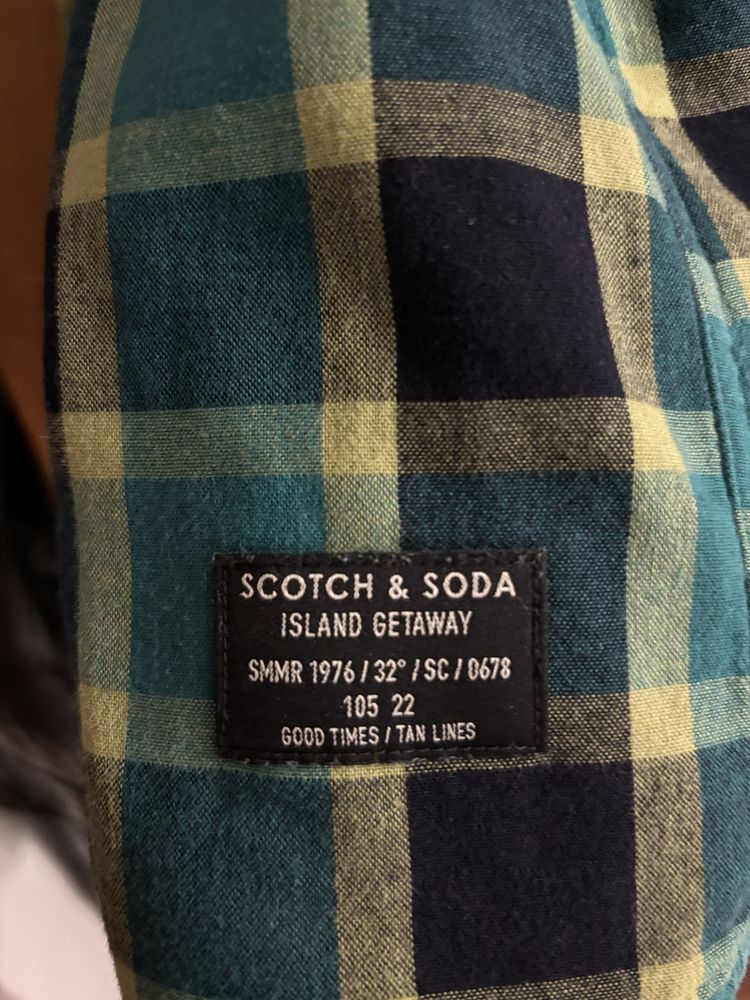 SCOTCH & SODA
ISLAND GETAWAY
SMMR 1976 / 32° / SC / 0678
105 22
GOOD TIMES / TAN LINES